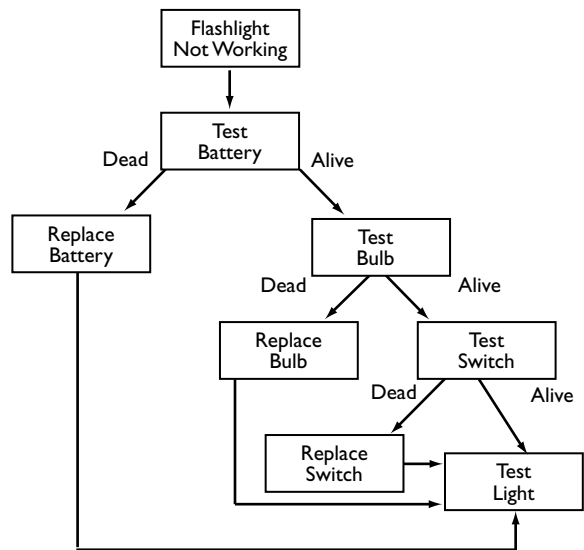 Flashlight
Not Working
Test
Battery
Dead
Alive
Replace
Battery
Test
Bulb
Dead
Alive
Replace
Bulb
Test
Switch
Dead
Alive
Replace
Switch
Test
Light